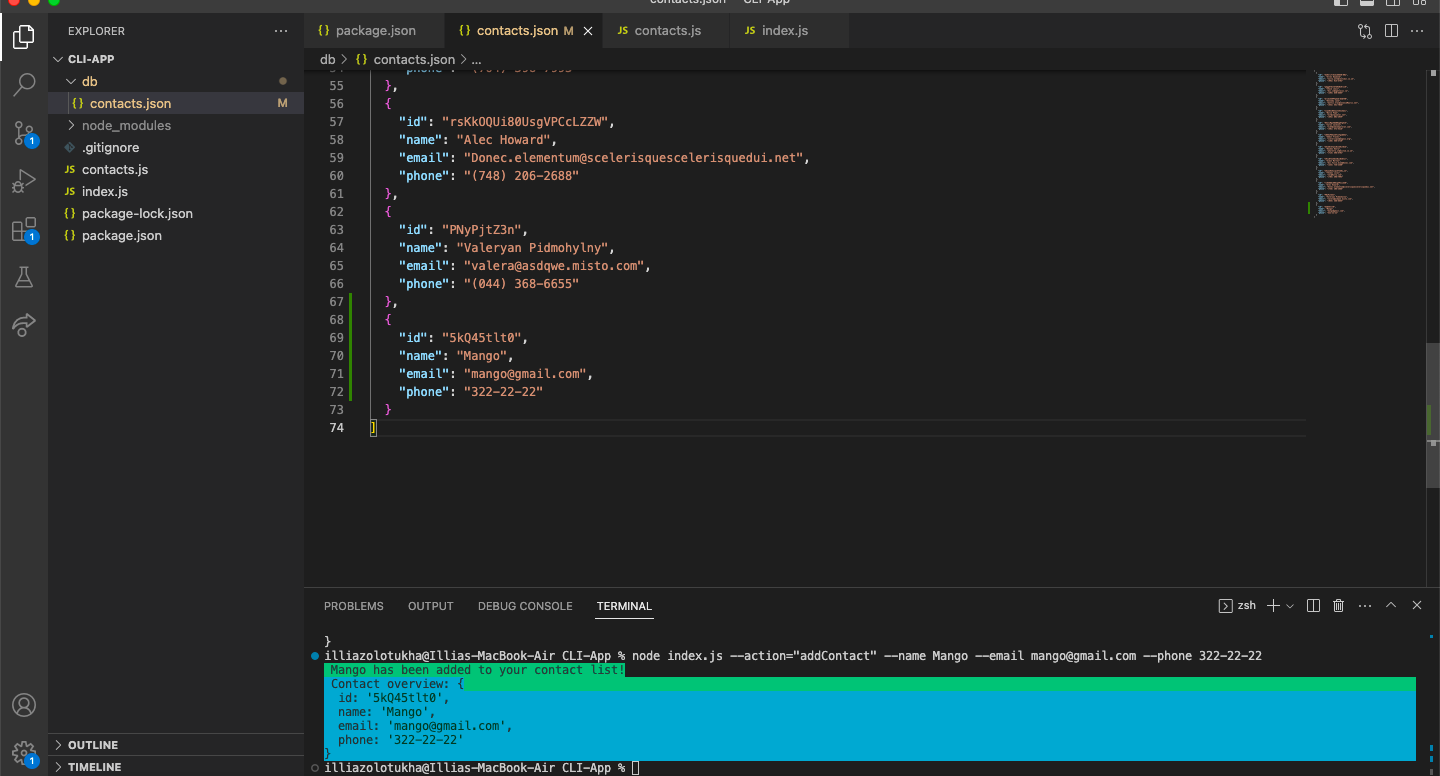 contacts.json — CLI-App
EXPLORER
CLI-APP
db
contacts.json M
node_modules
.gitignore
contacts.js
index.js
package-lock.json
package.json
OUTLINE
TIMELINE
1
1
1
package.json
contacts.json M
JS contacts.js
JS index.js
db > {} contacts.json > ...
55 },
56 {
57 "id": "rsKkOQUi80UsgVPCcLZZW",
58 "name": "Alec Howard",
59 "email": "Donec.elementum@scelerisquescelerisquedui.net",
60 "phone": "(748) 206-2688"
61 },
62 {
63 "id": "PNyPjtZ3n",
64 "name": "Valeryan Pidmohylny",
65 "email": "valera@asdqwe.misto.com",
66 "phone": "(044) 368-6655"
67 },
68 {
69 "id": "5kQ45tlt0",
70 "name": "Mango",
71 "email": "mango@gmail.com",
72 "phone": "322-22-22"
73 }
74 ]
PROBLEMS OUTPUT DEBUG CONSOLE TERMINAL
zsh
}
illiazolotukha@Illias-MacBook-Air CLI-App % node index.js --action="addContact" --name Mango --email mango@gmail.com --phone 322-22-22
Mango has been added to your contact list!
Contact overview: {
id: '5kQ45tlt0',
name: 'Mango',
email: 'mango@gmail.com',
phone: '322-22-22'
}
illiazolotukha@Illias-MacBook-Air CLI-App %